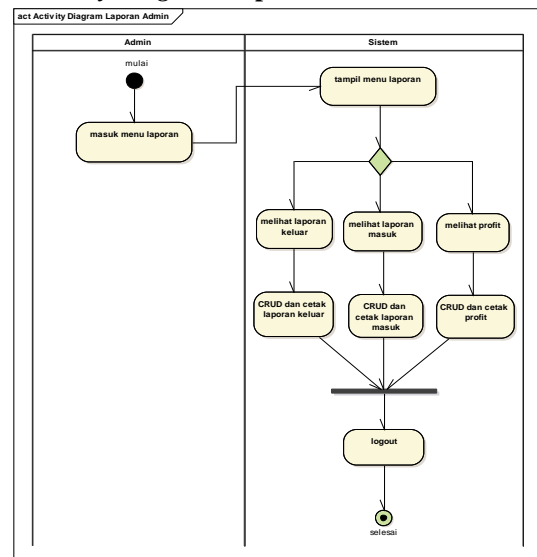 act Activity Diagram Laporan Admin
Admin
Sistem
mulai
masuk menu laporan
tampil menu laporan
melihat laporan
keluar
melihat laporan
masuk
melihat profit
CRUD dan cetak
laporan keluar
CRUD dan
cetak laporan
masuk
CRUD dan cetak
profit
logout
selesai